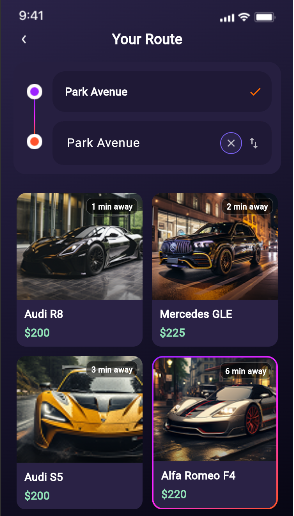 9:41
Your Route
Park Avenue
Park Avenue
1 min away
2 min away
Audi R8
Mercedes GLE
$200
$225
3 min away
6 min away
Audi S5
Alfa Romeo F4
$200
$220